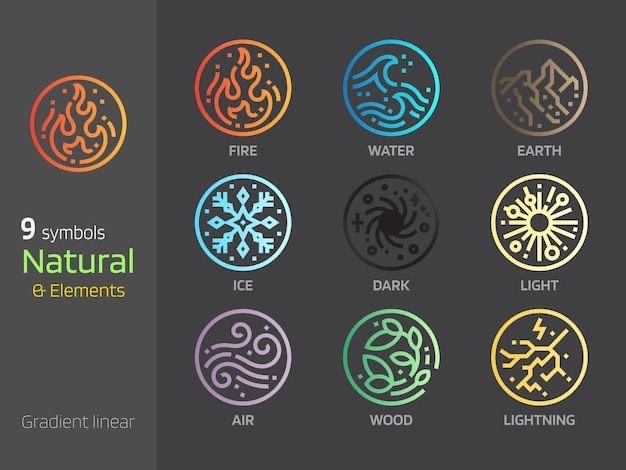 9 symbols
Natural
& Elements
Gradient linear
FIRE
WATER
EARTH
ICE
DARK
LIGHT
AIR
WOOD
LIGHTNING